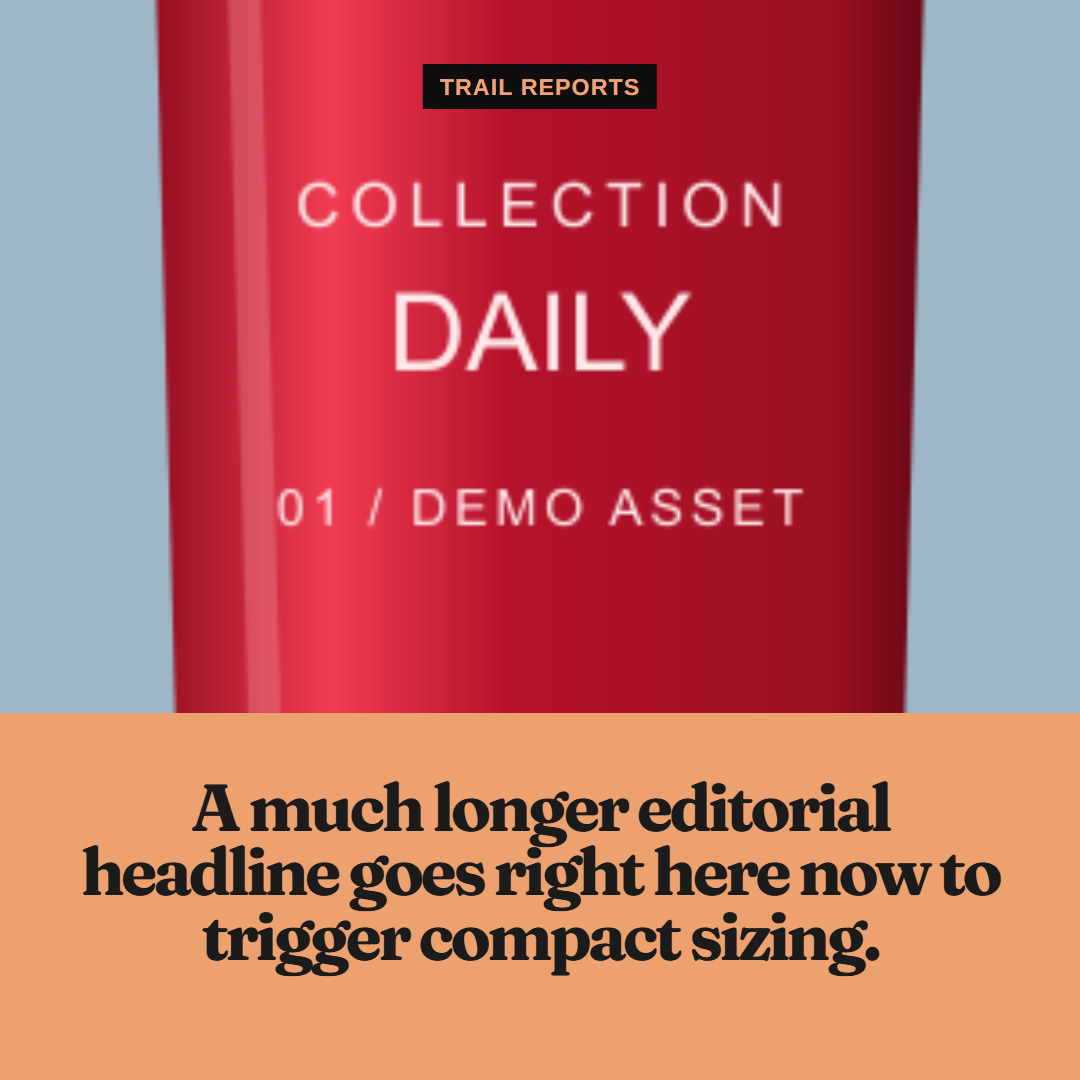 TRAIL REPORTS
COLLECTION
DAILY
01 / DEMO ASSET
A much longer editorial
headline goes right here now to
trigger compact sizing.